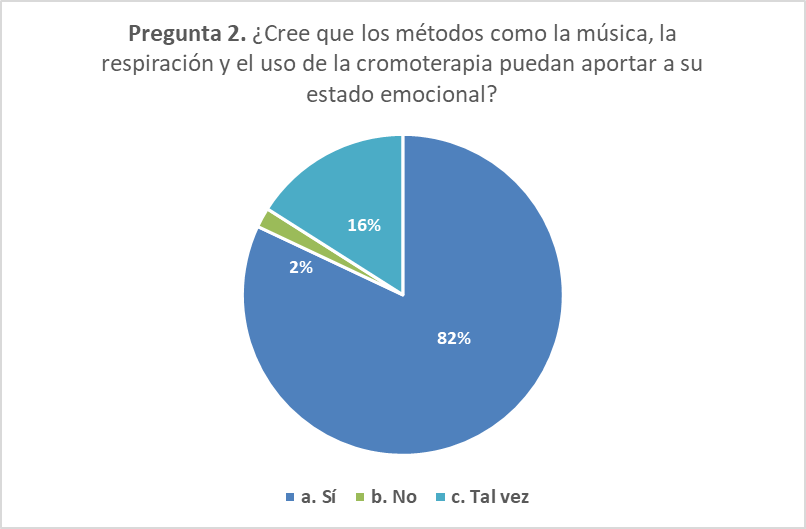 Pregunta 2. ¿Cree que los métodos como la música, la
respiración y el uso de la cromoterapia puedan aportar a su
estado emocional?
16%
2%
82%
a. Sí b. No c. Tal vez